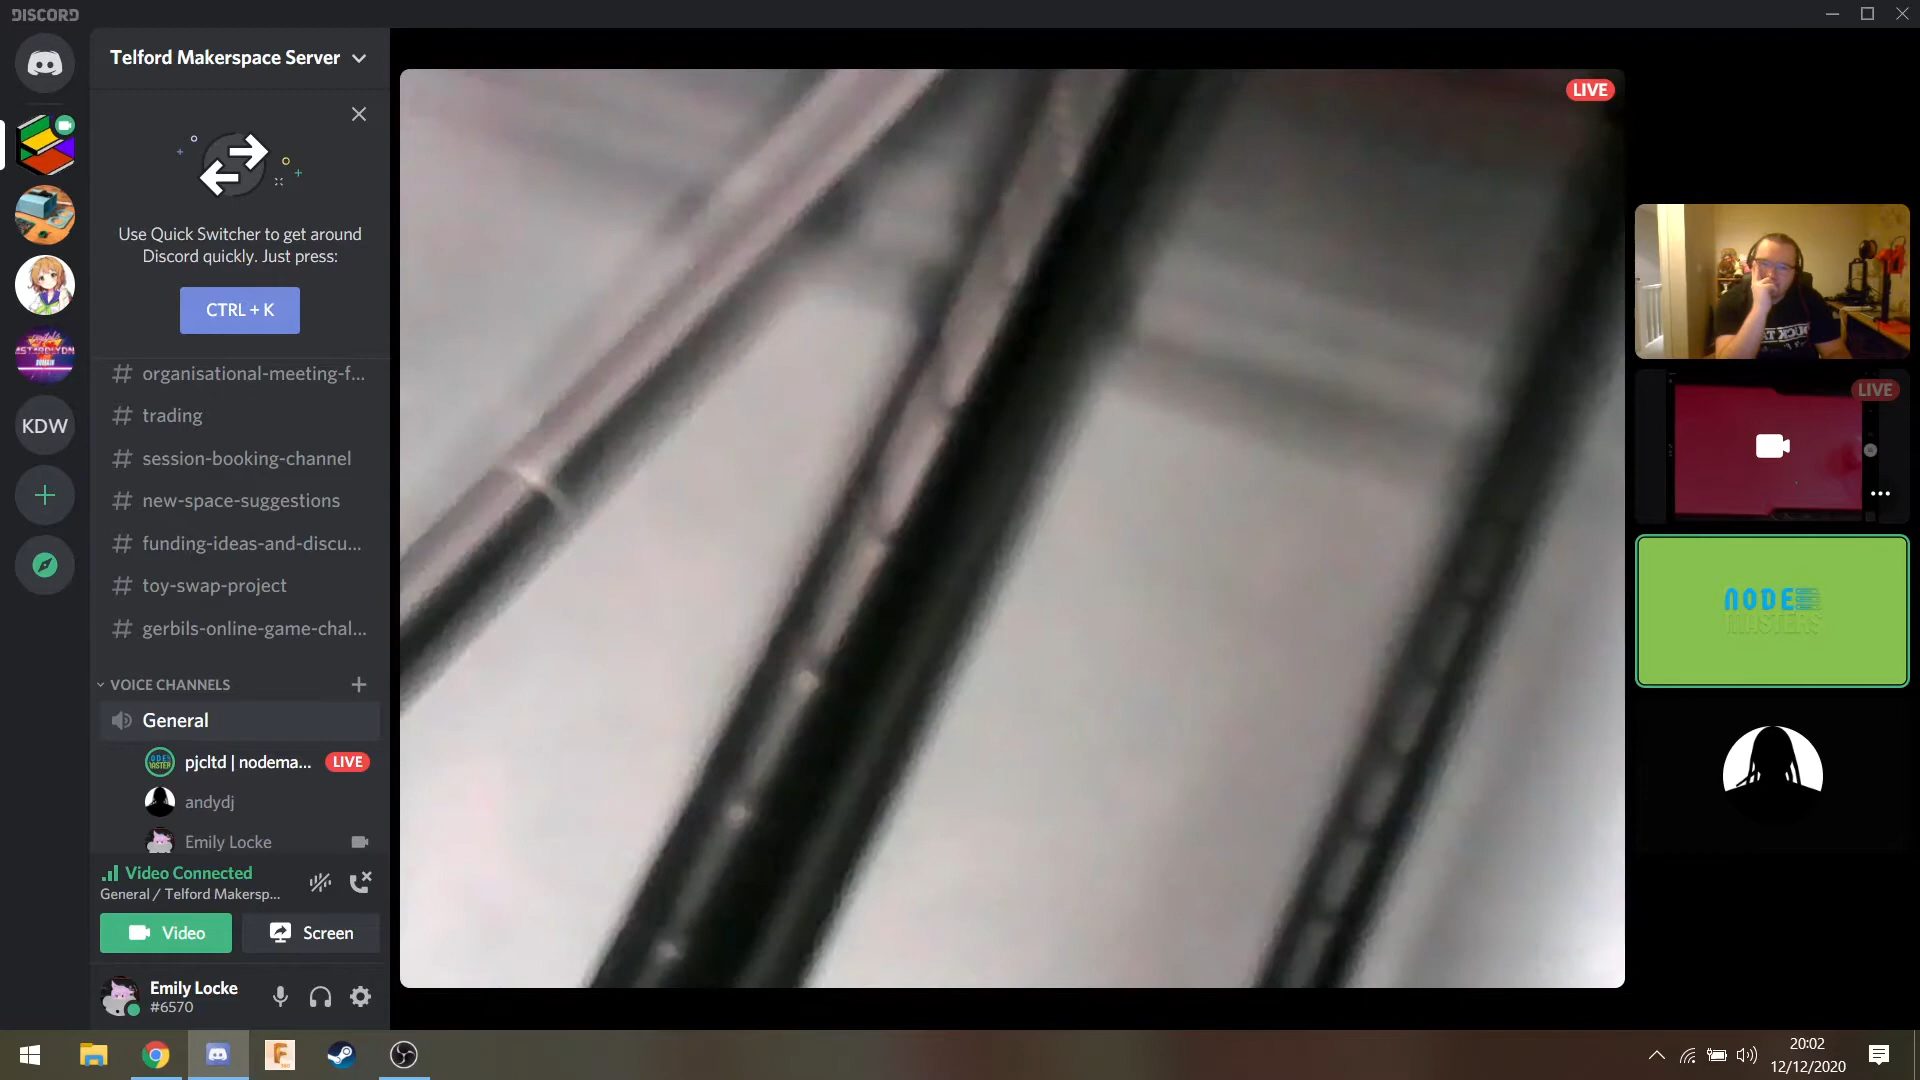 DISCORD
Telford Makerspace Server
Use Quick Switcher to get around
Discord quickly. Just press:
CTRL + K
KDW
# organisational-meeting-f...
# trading
# session-booking-channel
# new-space-suggestions
# funding-ideas-and-discu...
# toy-swap-project
# gerbils-online-game-chal...
VOICE CHANNELS
General
pjcltd | nodema...
LIVE
andydj
Emily Locke
Video Connected
General / Telford Makersp...
Video
Screen
Emily Locke
#6570
LIVE
LIVE
NODE
MASTERS
20:02
12/12/2020